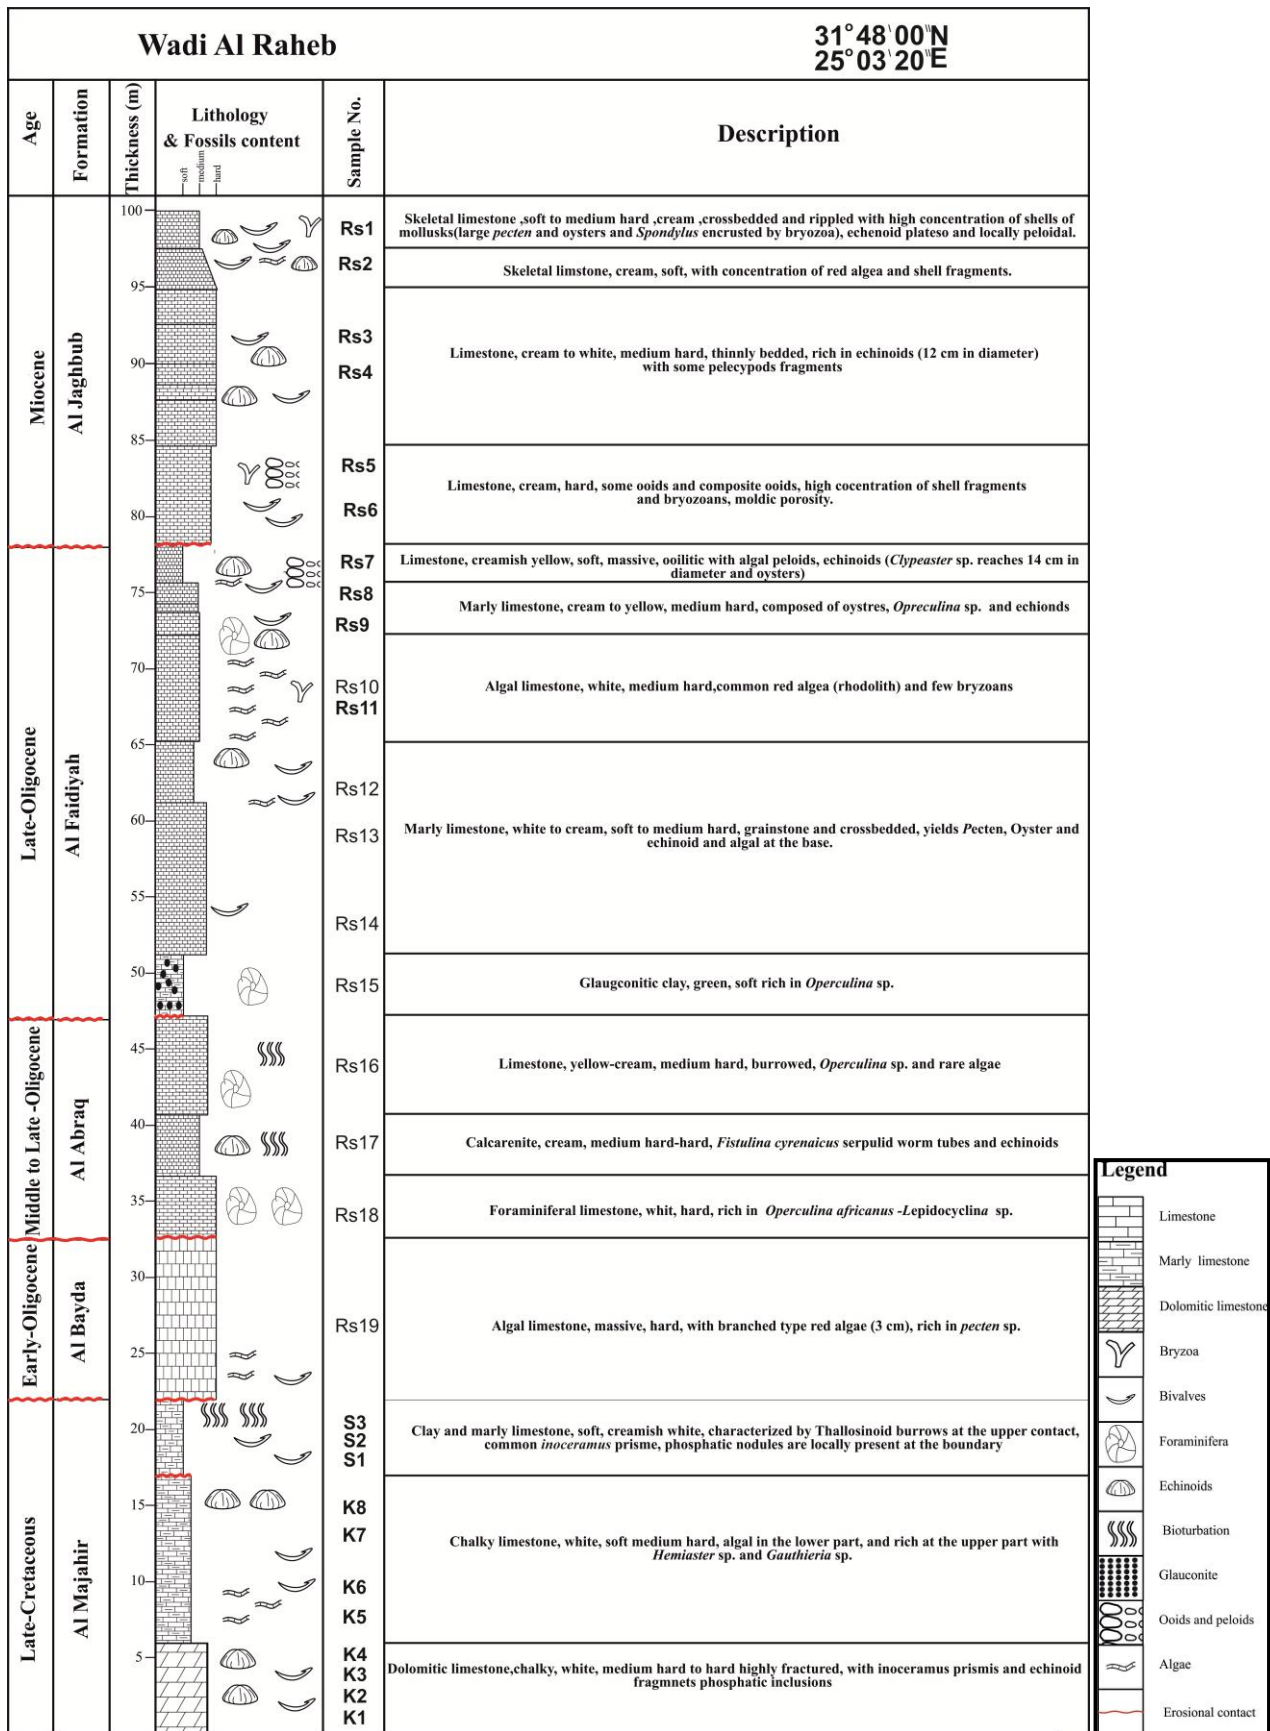 Wadi Al Raheb
31°48'00"N
25°03'20"E
Age
Formation
Thickness (m)
Lithology
& Fossils content
soft
medium
hard
Sample No.
Description
Miocene
Al Jaghbub
Late-Oligocene
Al Faidiyah
Middle to Late -Oligocene
Al Abraq
Early-Oligocene
Al Bayda
Late-Cretaceous
Al Majahir
100
95
90
85
80
75
70
65
60
55
50
45
40
35
30
25
20
15
10
5
Rs1
Skeletal limestone ,soft to medium hard ,cream ,crossbedded and rippled with high concentration of shells of
mollusks(large pecten and oysters and Spondylus encrusted by bryozoa), echenoid plateso and locally peloidal.
Rs2
Skeletal limstone, cream, soft, with concentration of red algea and shell fragments.
Rs3
Rs4
Limestone, cream to white, medium hard, thinnly bedded, rich in echinoids (12 cm in diameter)
with some pelecypods fragments
Rs5
Rs6
Limestone, cream, hard, some ooids and composite ooids, high cocentration of shell fragments
and bryozoans, moldic porosity.
Rs7
Limestone, creamish yellow, soft, massive, ooilitic with algal peloids, echinoids (Clypeaster sp. reaches 14 cm in
diameter and oysters)
Rs8
Rs9
Marly limestone, cream to yellow, medium hard, composed of oystres, Opreculina sp. and echionds
Rs10
Rs11
Algal limestone, white, medium hard,common red algea (rhodolith) and few bryzoans
Rs12
Rs13
Rs14
Marly limestone, white to cream, soft to medium hard, grainstone and crossbedded, yields Pecten, Oyster and
echinoid and algal at the base.
Rs15
Glaugconitic clay, green, soft rich in Operculina sp.
Rs16
Limestone, yellow-cream, medium hard, burrowed, Operculina sp. and rare algae
Rs17
Calcarenite, cream, medium hard-hard, Fistulina cyrenaicus serpulid worm tubes and echinoids
Rs18
Foraminiferal limestone, whit, hard, rich in Operculina africanus -Lepidocyclina sp.
Rs19
Algal limestone, massive, hard, with branched type red algae (3 cm), rich in pecten sp.
S3
S2
S1
Clay and marly limestone, soft, creamish white, characterized by Thallosinoid burrows at the upper contact,
common inoceramus prisme, phosphatic nodules are locally present at the boundary
K8
K7
K6
K5
Chalky limestone, white, soft medium hard, algal in the lower part, and rich at the upper part with
Hemiaster sp. and Gauthieria sp.
K4
K3
K2
K1
Dolomitic limestone,chalky, white, medium hard to hard highly fractured, with inoceramus prismis and echinoid
fragmnets phosphatic inclusions
Legend
Limestone
Marly limestone
Dolomitic limestone
Bryzoa
Bivalves
Foraminifera
Echinoids
Bioturbation
Glauconite
Ooids and peloids
Algae
Erosional contact